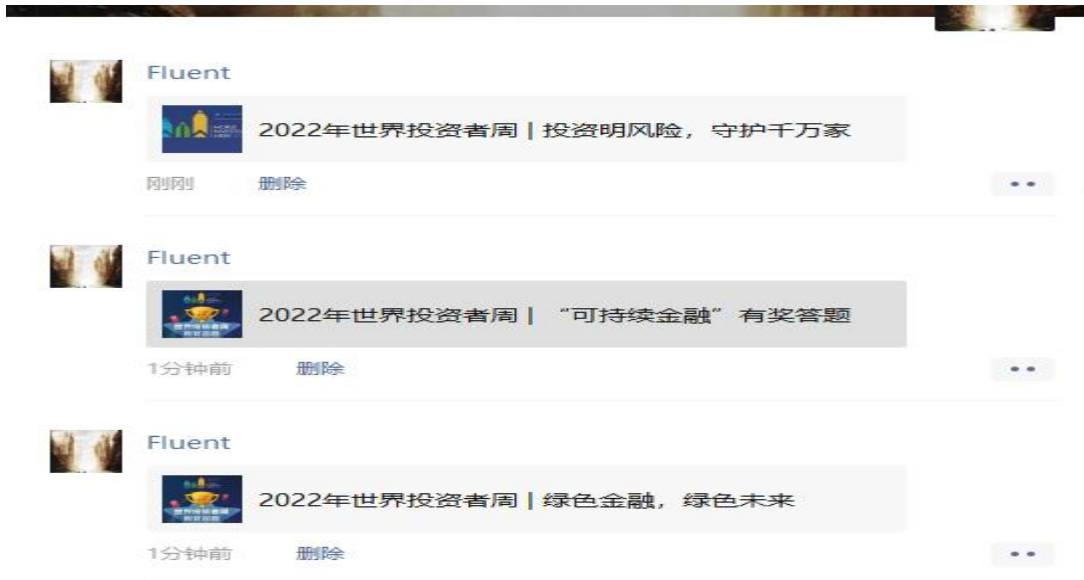 Fluent
2022年世界投资者周 | 投资明风险，守护千万家
刚刚 删除
Fluent
2022年世界投资者周 | “可持续金融”有奖答题
1分钟前 删除
Fluent
2022年世界投资者周 | 绿色金融，绿色未来
1分钟前 删除